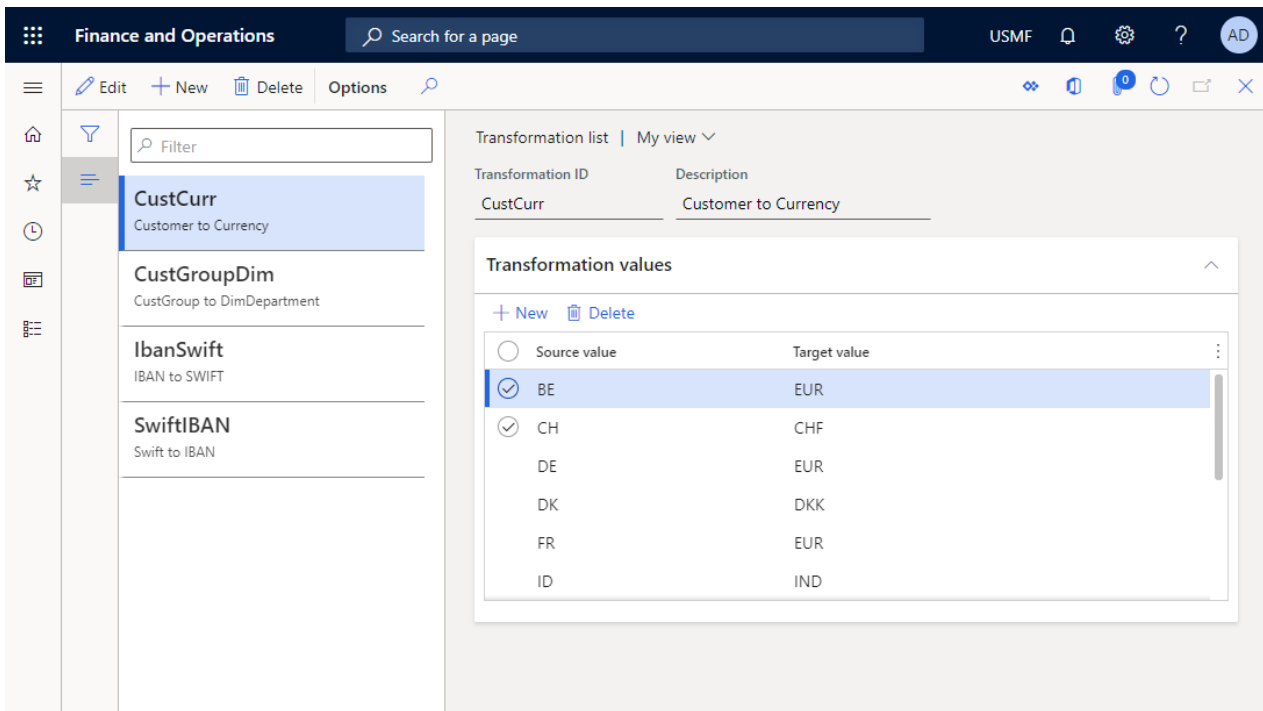 Finance and Operations
Search for a page
USMF
?
AD
Edit New Delete Options
0
Filter
CustCurr
Customer to Currency
CustGroupDim
CustGroup to DimDepartment
IbanSwift
IBAN to SWIFT
SwiftIBAN
Swift to IBAN
Transformation list | My view
Transformation ID Description
CustCurr Customer to Currency
Transformation values
New Delete
Source value Target value
BE EUR
CH CHF
DE EUR
DK DKK
FR EUR
ID IND